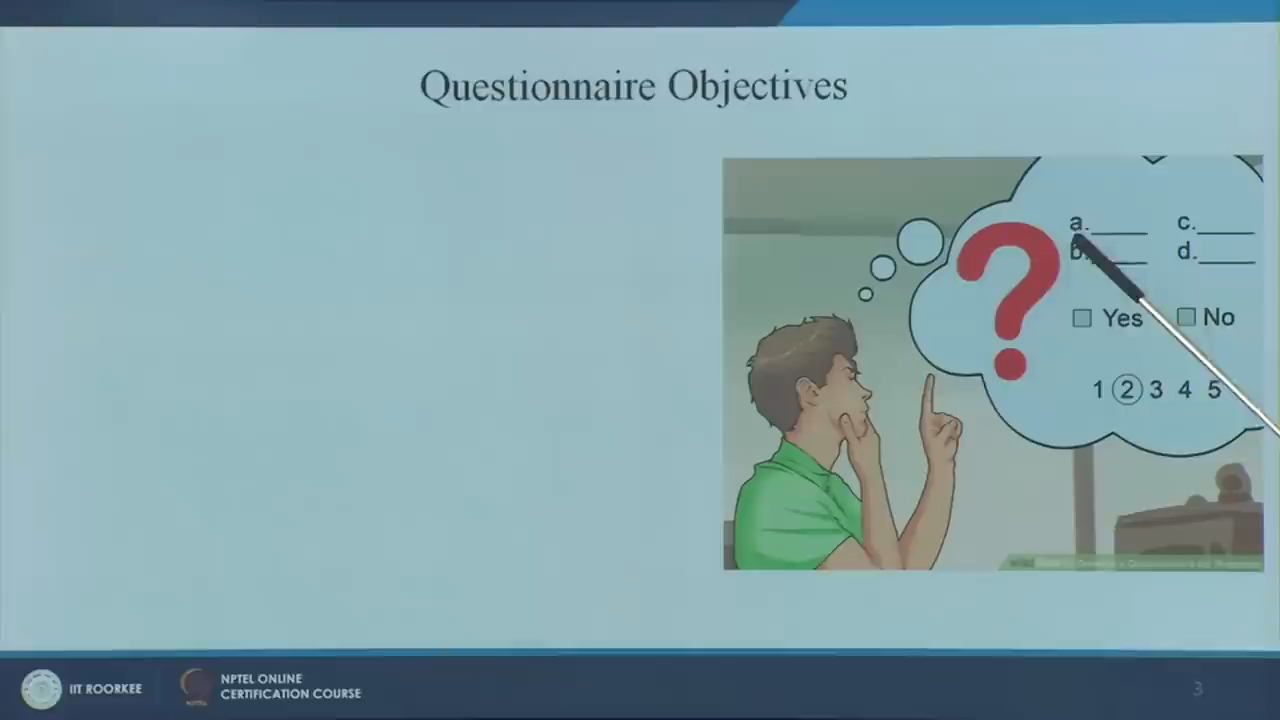 Questionnaire Objectives
a.____ c.____
b.____ d.____
Yes No
1 2 3 4 5
IIT ROORKEE
NPTEL ONLINE
CERTIFICATION COURSE
3